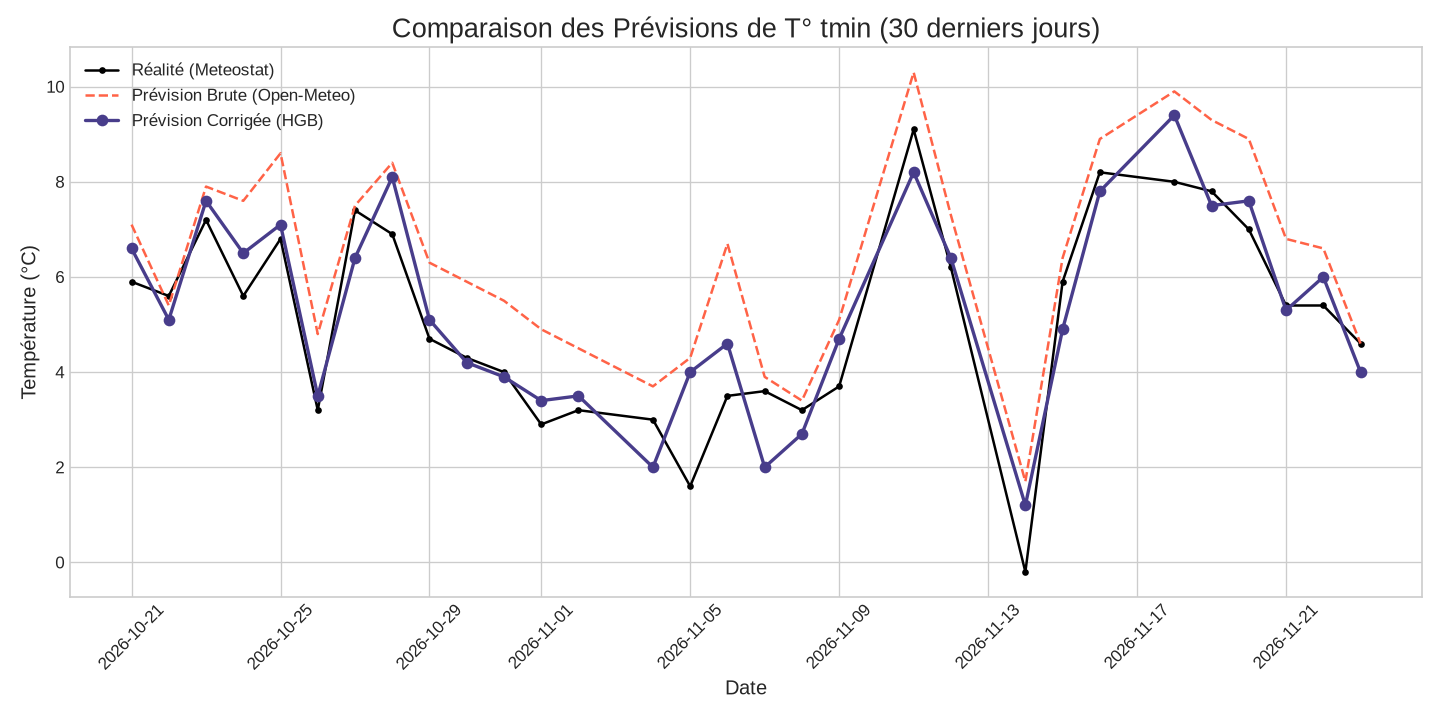 Comparaison des Prévisions de T° tmin (30 derniers jours)
Réalité (Meteostat)
Prévision Brute (Open-Meteo)
Prévision Corrigée (HGB)
Température (°C)
10
8
6
4
2
0
2026-10-21
2026-10-25
2026-10-29
2026-11-01
2026-11-05
2026-11-09
2026-11-13
2026-11-17
2026-11-21
Date